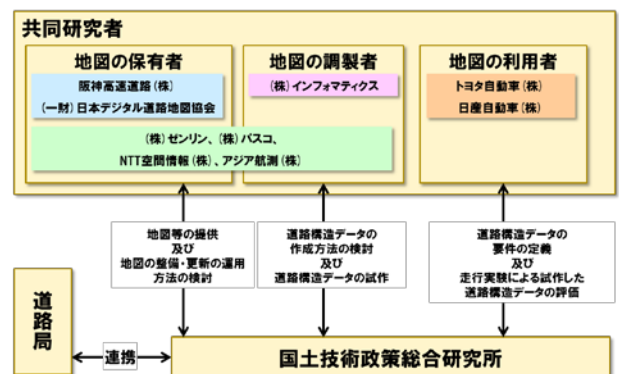 共同研究者
地図の保有者
阪神高速道路(株)
(一財)日本デジタル道路地図協会
地図の調製者
(株)インフォマティクス
地図の利用者
トヨタ自動車(株)
日産自動車(株)
(株)ゼンリン、(株)パスコ、
NTT空間情報(株)、アジア航測(株)
地図等の提供
及び
地図の整備・更新の運用
方法の検討
道路構造データの
作成方法の検討
及び
道路構造データの試作
道路構造データの
要件の定義
及び
走行実験による試作した
道路構造データの評価
道路局
連携
国土技術政策総合研究所